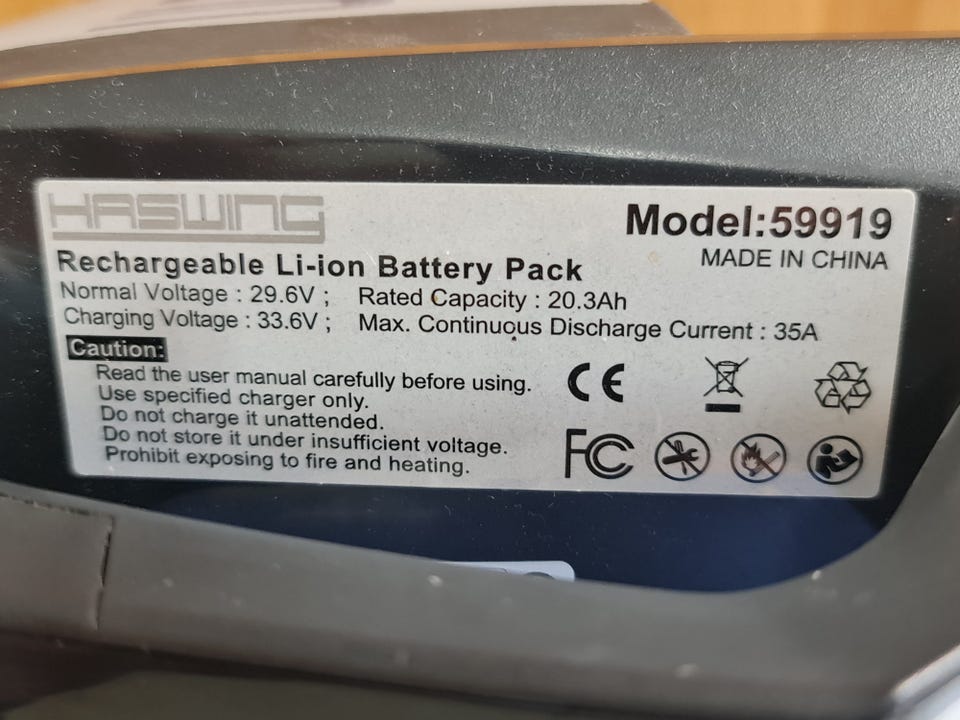 HASWING
Model:59919
MADE IN CHINA
Rechargeable Li-ion Battery Pack
Normal Voltage : 29.6V ; Rated Capacity : 20.3Ah
Charging Voltage : 33.6V ; Max. Continuous Discharge Current : 35A
Caution:
Read the user manual carefully before using.
Use specified charger only.
Do not charge it unattended.
Do not store it under insufficient voltage.
Prohibit exposing to fire and heating.
CE
FC